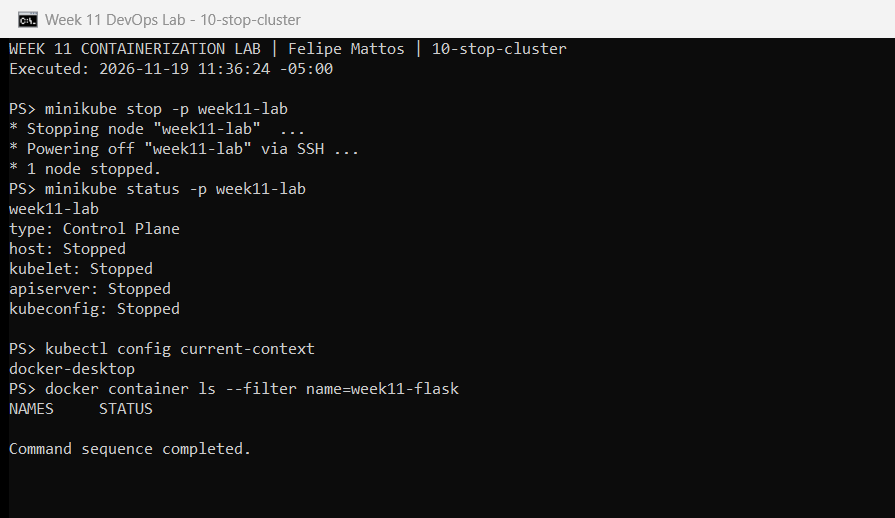 Week 11 DevOps Lab - 10-stop-cluster
WEEK 11 CONTAINERIZATION LAB | Felipe Mattos | 10-stop-cluster
Executed: 2026-11-19 11:36:24 -05:00
PS> minikube stop -p week11-lab
* Stopping node "week11-lab"  ...
* Powering off "week11-lab" via SSH ...
* 1 node stopped.
PS> minikube status -p week11-lab
week11-lab
type: Control Plane
host: Stopped
kubelet: Stopped
apiserver: Stopped
kubeconfig: Stopped
PS> kubectl config current-context
docker-desktop
PS> docker container ls --filter name=week11-flask
NAMES     STATUS
Command sequence completed.